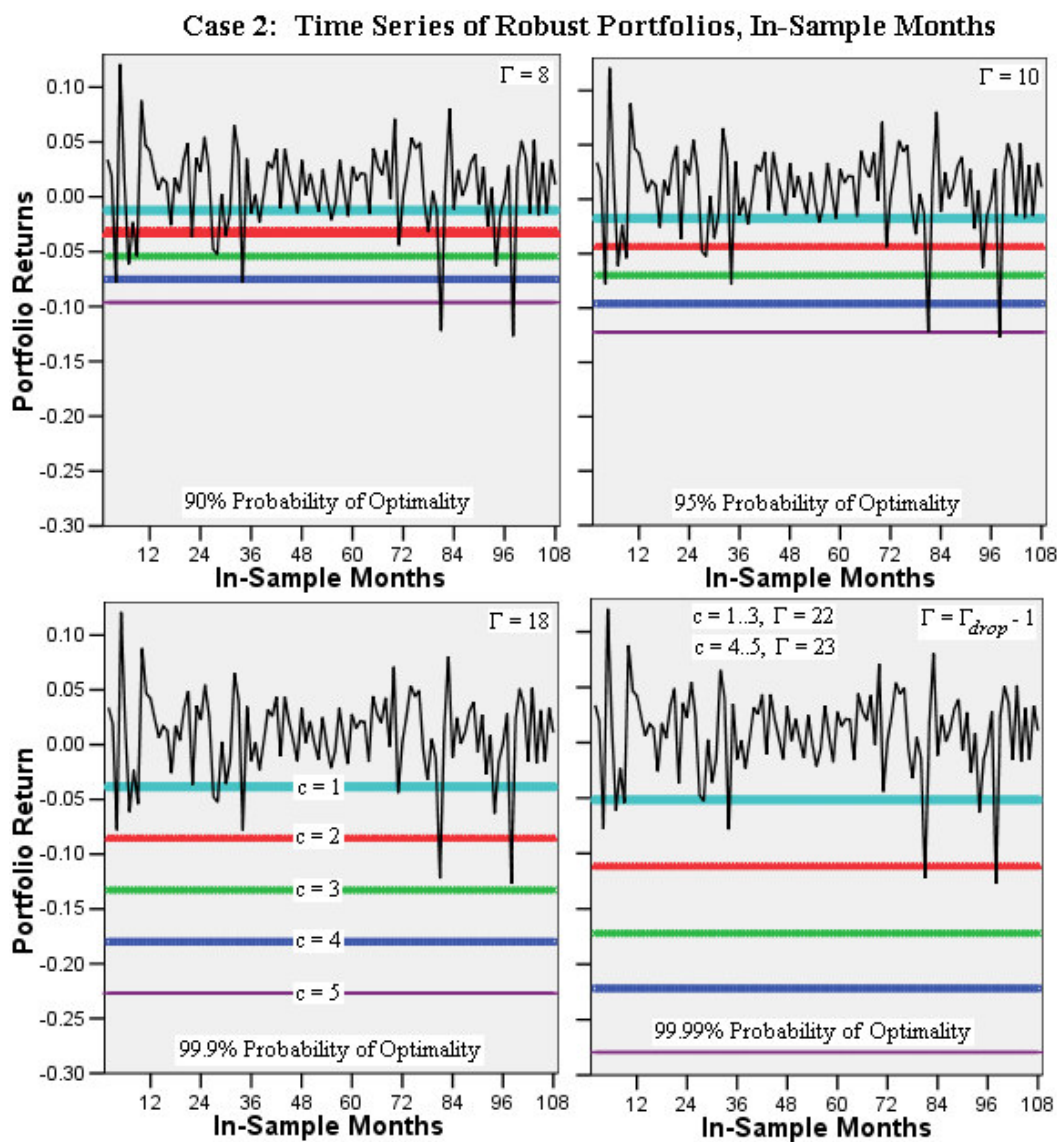 Case 2: Time Series of Robust Portfolios, In-Sample Months
Γ = 8
Portfolio Returns
0.10
0.05
0.00
-0.05
-0.10
-0.15
-0.20
-0.25
-0.30
90% Probability of Optimality
12 24 36 48 60 72 84 96 108
In-Sample Months
Γ = 10
95% Probability of Optimality
12 24 36 48 60 72 84 96 108
In-Sample Months
Γ = 18
Portfolio Return
0.10
0.05
0.00
-0.05
-0.10
-0.15
-0.20
-0.25
-0.30
c = 1
c = 2
c = 3
c = 4
c = 5
99.9% Probability of Optimality
12 24 36 48 60 72 84 96 108
In-Sample Months
c = 1..3, Γ = 22
c = 4..5, Γ = 23
Γ = Γdrop - 1
99.99% Probability of Optimality
12 24 36 48 60 72 84 96 108
In-Sample Months